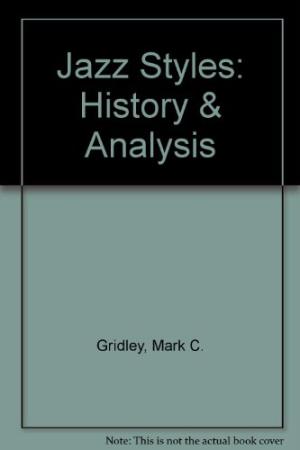 Jazz Styles:
History &
Analysis
Gridley, Mark C.
Note: This is not the actual book cover